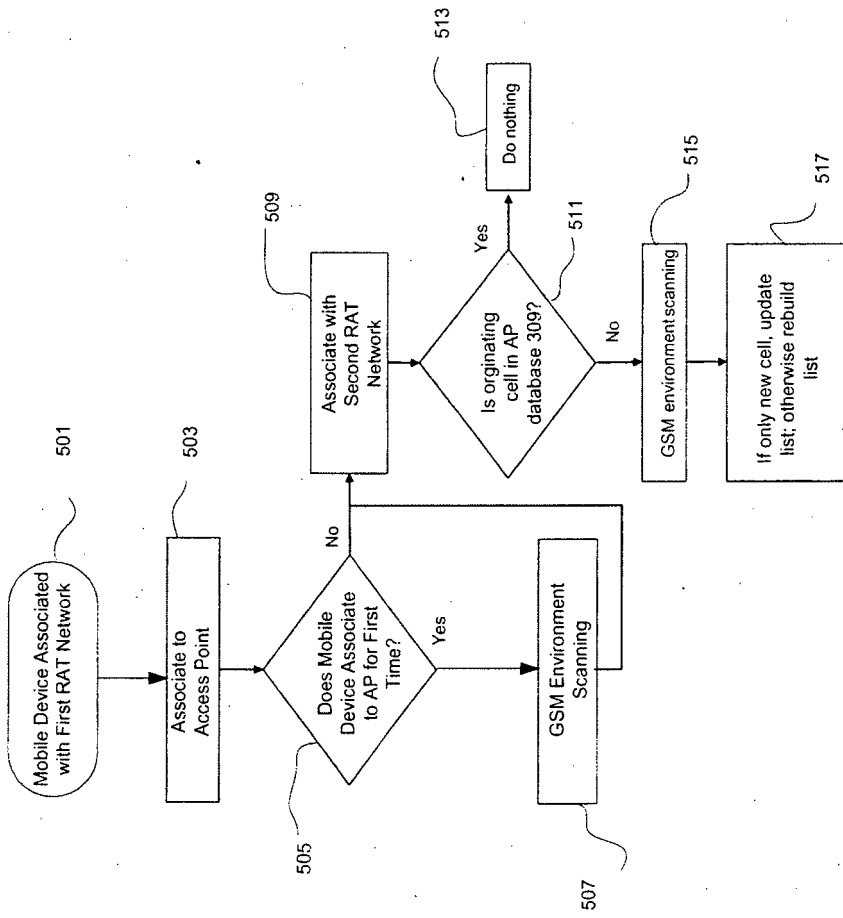 501
Mobile Device Associated
with First RAT Network
503
Associate to
Access Point
505
Does Mobile
Device Associate
to AP for First
Time?
No
Yes
507
GSM Environment
Scanning
509
Associate with
Second RAT
Network
511
Is orginating
cell in AP
database 309?
Yes
No
513
Do nothing
515
GSM environment scanning
517
If only new cell, update
list; otherwise rebuild
list